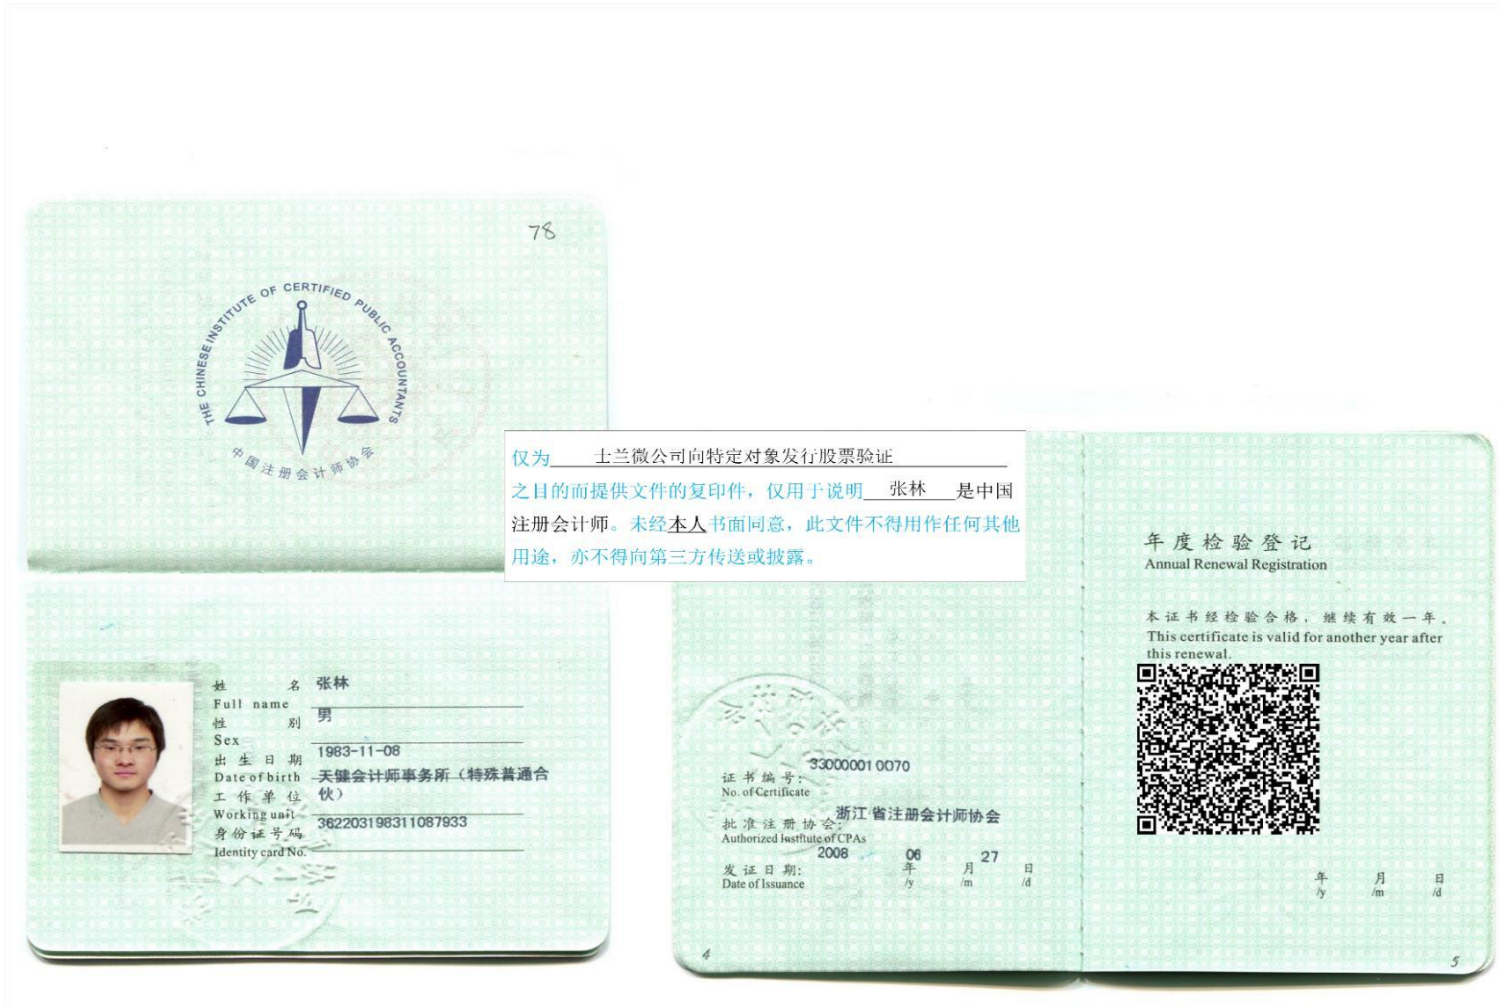 78
THE CHINESE INSTITUTE OF CERTIFIED PUBLIC ACCOUNTANTS
中国注册会计师协会
仅为 士兰微公司向特定对象发行股票验证
之目的而提供文件的复印件，仅用于说明 张林 是中国
注册会计师。未经本人书面同意，此文件不得用作任何其他
用途，亦不得向第三方传送或披露。
姓 名 张林
Full name
性 别 男
Sex
出生日期 1983-11-08
Date of birth
工作单位 天健会计师事务所（特殊普通合
伙）
Working unit
身份证号码 362203198311087933
Identity card No.
证书编号: 330000010070
No. of Certificate
批准注册协会: 浙江省注册会计师协会
Authorized Institute of CPAs
发证日期: 2008 年 06 月 27 日
Date of Issuance /y /m /d
4
年度检验登记
Annual Renewal Registration
本证书经检验合格，继续有效一年。
This certificate is valid for another year after
this renewal.
年 月 日
/y /m /d
5